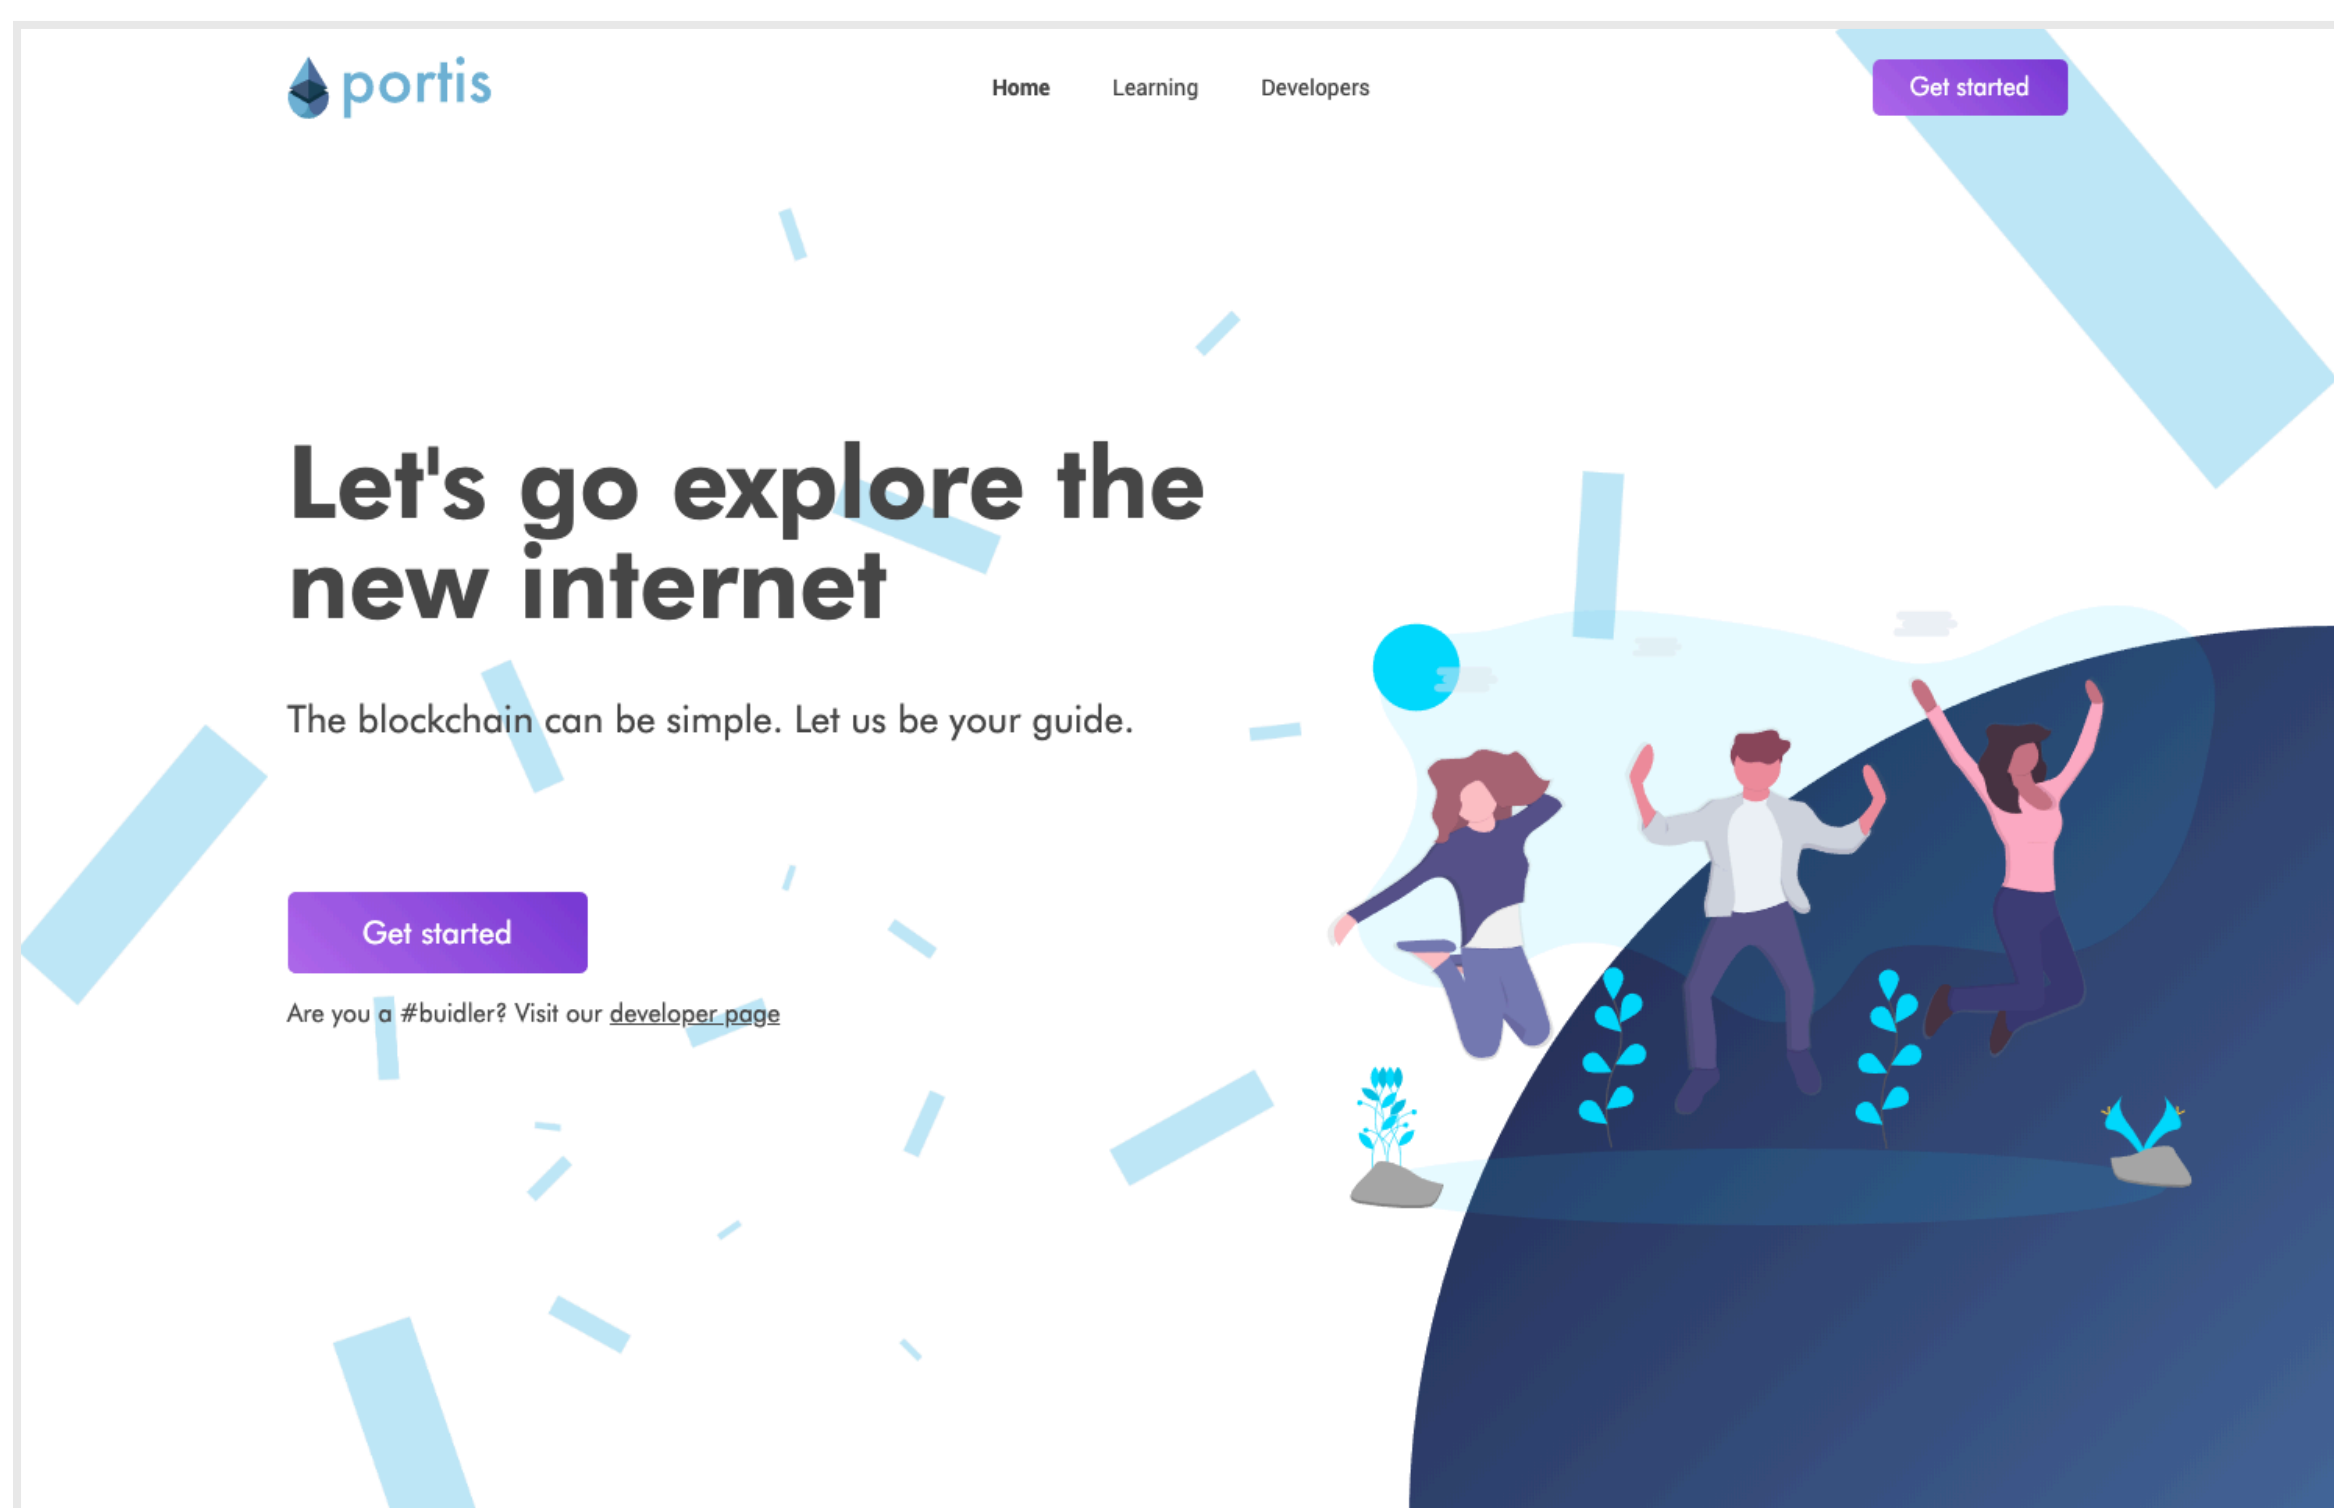 portis
Home
Learning
Developers
Get started
Let's go explore the
new internet
The blockchain can be simple. Let us be your guide.
Get started
Are you a #buidler? Visit our developer page